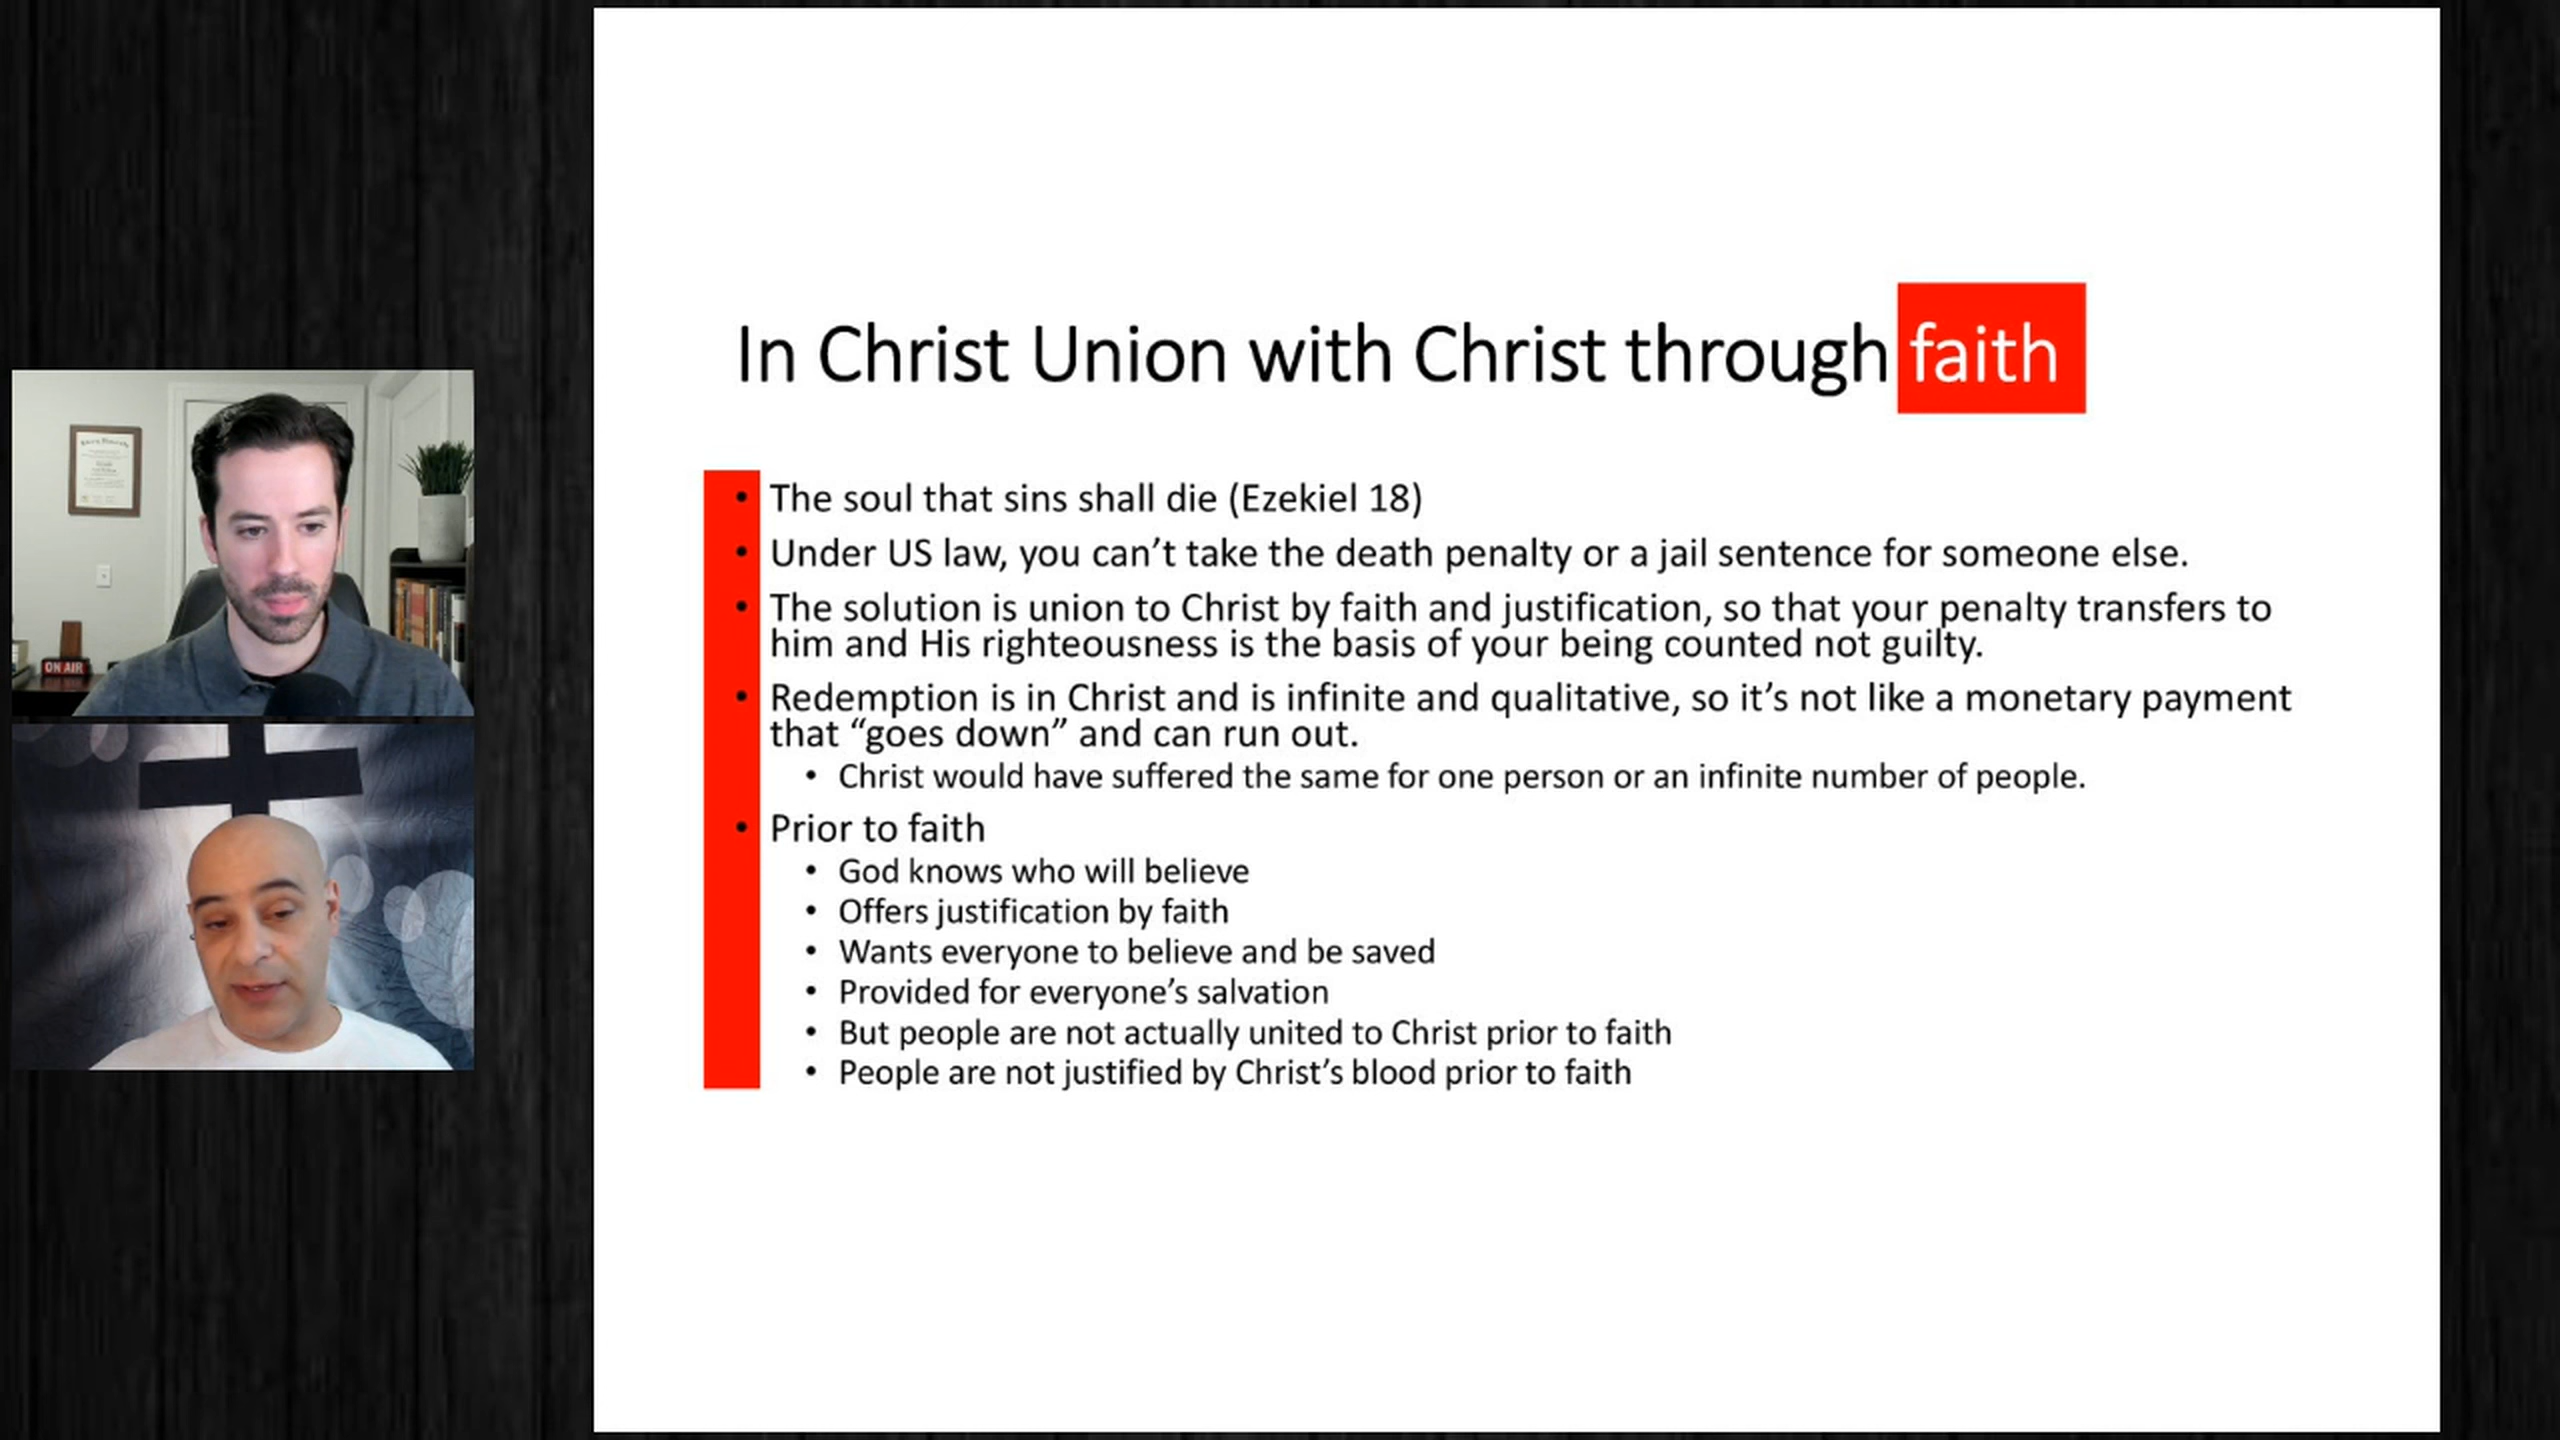 In Christ Union with Christ through faith
• The soul that sins shall die (Ezekiel 18)
• Under US law, you can’t take the death penalty or a jail sentence for someone else.
• The solution is union to Christ by faith and justification, so that your penalty transfers to
him and His righteousness is the basis of your being counted not guilty.
• Redemption is in Christ and is infinite and qualitative, so it’s not like a monetary payment
that “goes down” and can run out.
• Christ would have suffered the same for one person or an infinite number of people.
• Prior to faith
• God knows who will believe
• Offers justification by faith
• Wants everyone to believe and be saved
• Provided for everyone’s salvation
• But people are not actually united to Christ prior to faith
• People are not justified by Christ’s blood prior to faith
ON AIR